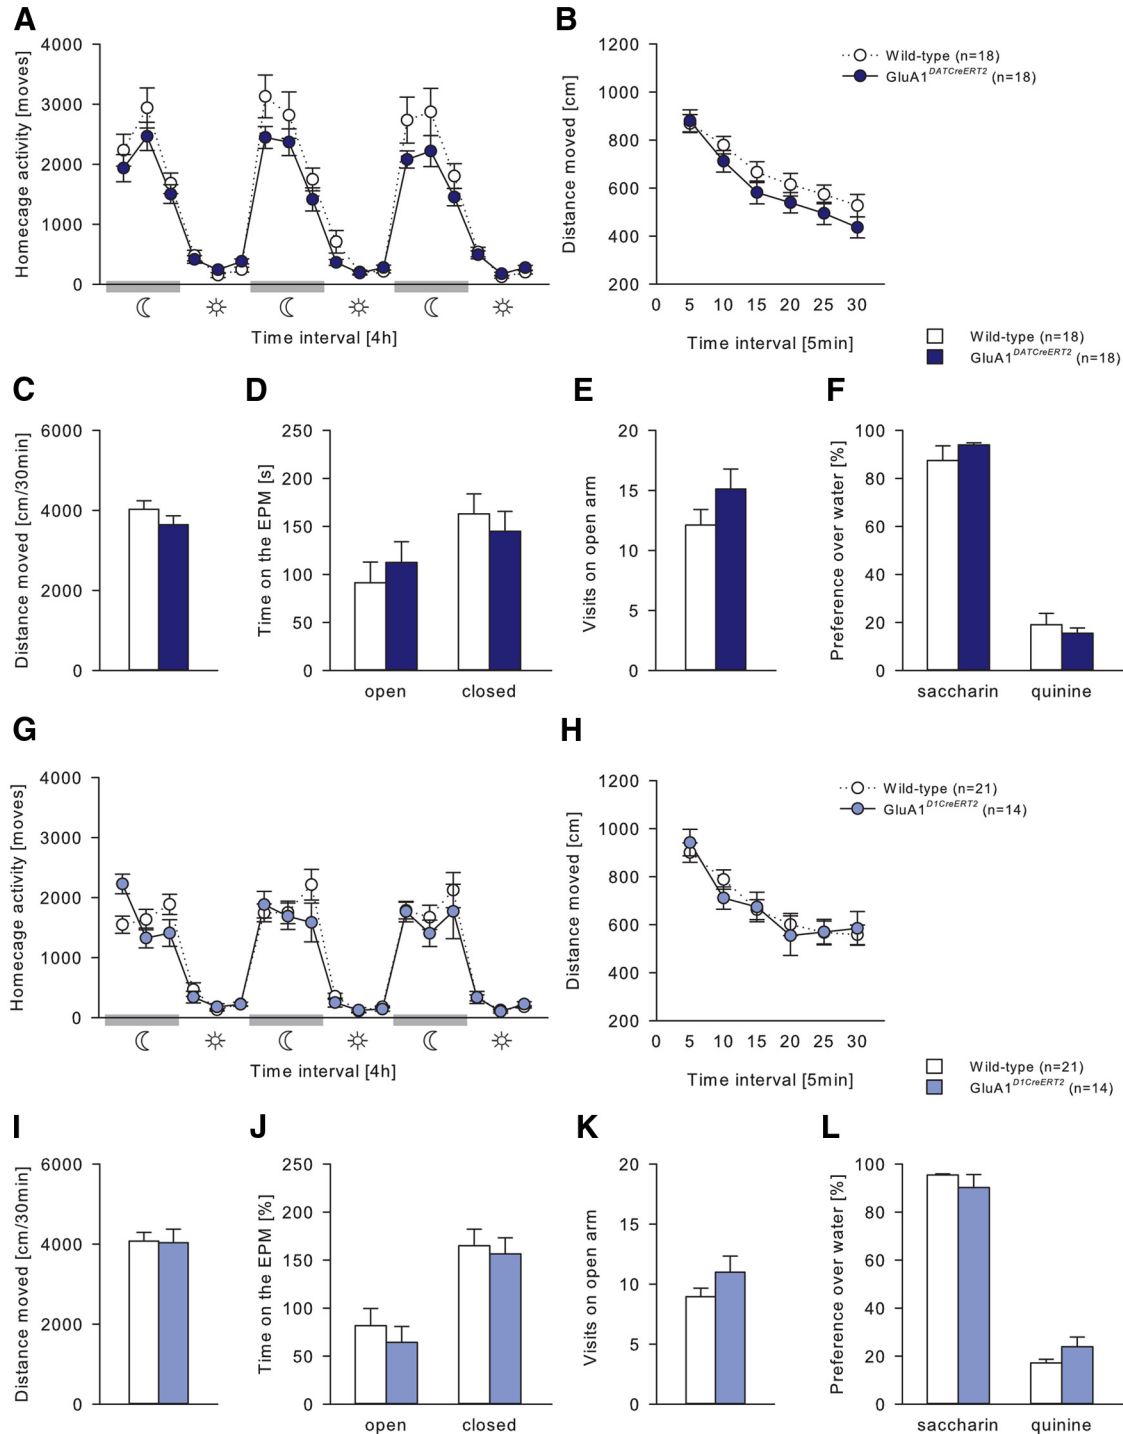 A
B
4000
3000
2000
1000
0
Homecage activity [moves]
Time interval [4h]
1200
1000
800
600
400
200
Distance moved [cm]
0 5 10 15 20 25 30
Time interval [5min]
Wild-type (n=18)
GluA1DATCreERT2 (n=18)
Wild-type (n=18)
GluA1DATCreERT2 (n=18)
C
D
E
F
6000
4000
2000
0
Distance moved [cm/30min]
250
200
150
100
50
0
Time on the EPM [s]
open closed
20
15
10
5
0
Visits on open arm
100
80
60
40
20
0
Preference over water [%]
saccharin quinine
G
H
4000
3000
2000
1000
0
Homecage activity [moves]
Time interval [4h]
1200
1000
800
600
400
200
Distance moved [cm]
0 5 10 15 20 25 30
Time interval [5min]
Wild-type (n=21)
GluA1D1CreERT2 (n=14)
Wild-type (n=21)
GluA1D1CreERT2 (n=14)
I
J
K
L
6000
4000
2000
0
Distance moved [cm/30min]
250
200
150
100
50
0
Time on the EPM [%]
open closed
20
15
10
5
0
Visits on open arm
100
80
60
40
20
0
Preference over water [%]
saccharin quinine